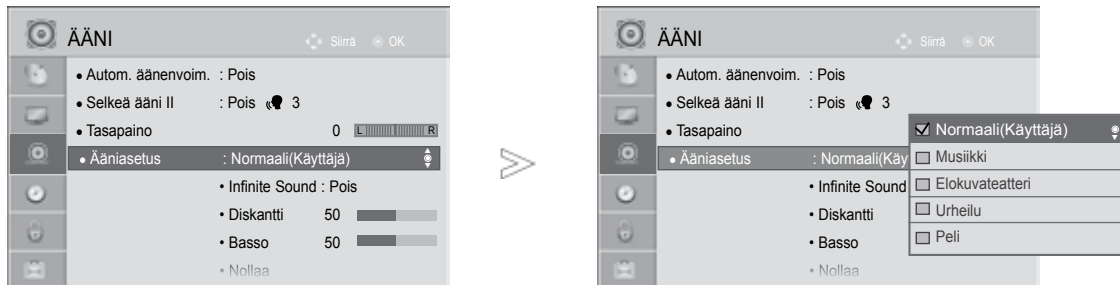 ÄÄNI
Siirrä OK
• Autom. äänenvoim. : Pois
• Selkeä ääni II : Pois 3
• Tasapaino 0 L R
• Ääniasetus : Normaali(Käyttäjä)
• Infinite Sound : Pois
• Diskantti 50
• Basso 50
• Nollaa
ÄÄNI
Siirrä OK
• Autom. äänenvoim. : Pois
• Selkeä ääni II : Pois 3
• Tasapaino
• Ääniasetus : Normaali(Käy
• Infinite Sound
• Diskantti
• Basso
• Nollaa
Normaali(Käyttäjä)
Musiikki
Elokuvateatteri
Urheilu
Peli